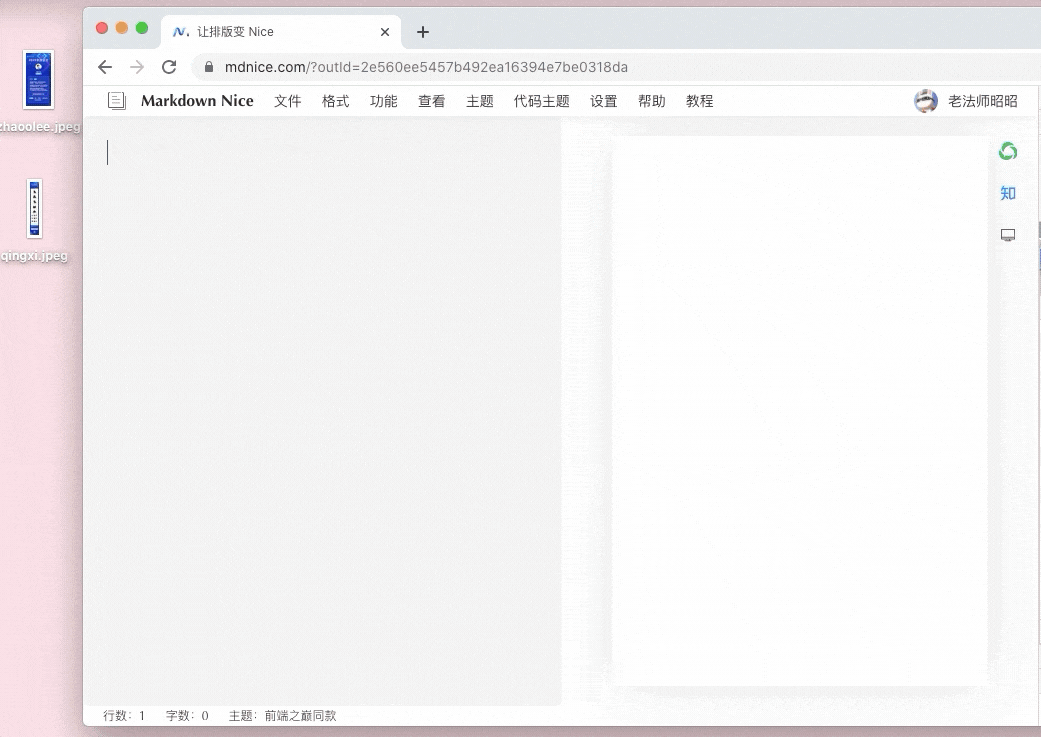 让排版变 Nice
mdnice.com/?outId=2e560ee5457b492ea16394e7be0318da
Markdown Nice 文件 格式 功能 查看 主题 代码主题 设置 帮助 教程 老法师昭昭
zhaoolee.jpeg
知
qingxi.jpeg
行数：1 字数：0 主题：前端之巅同款